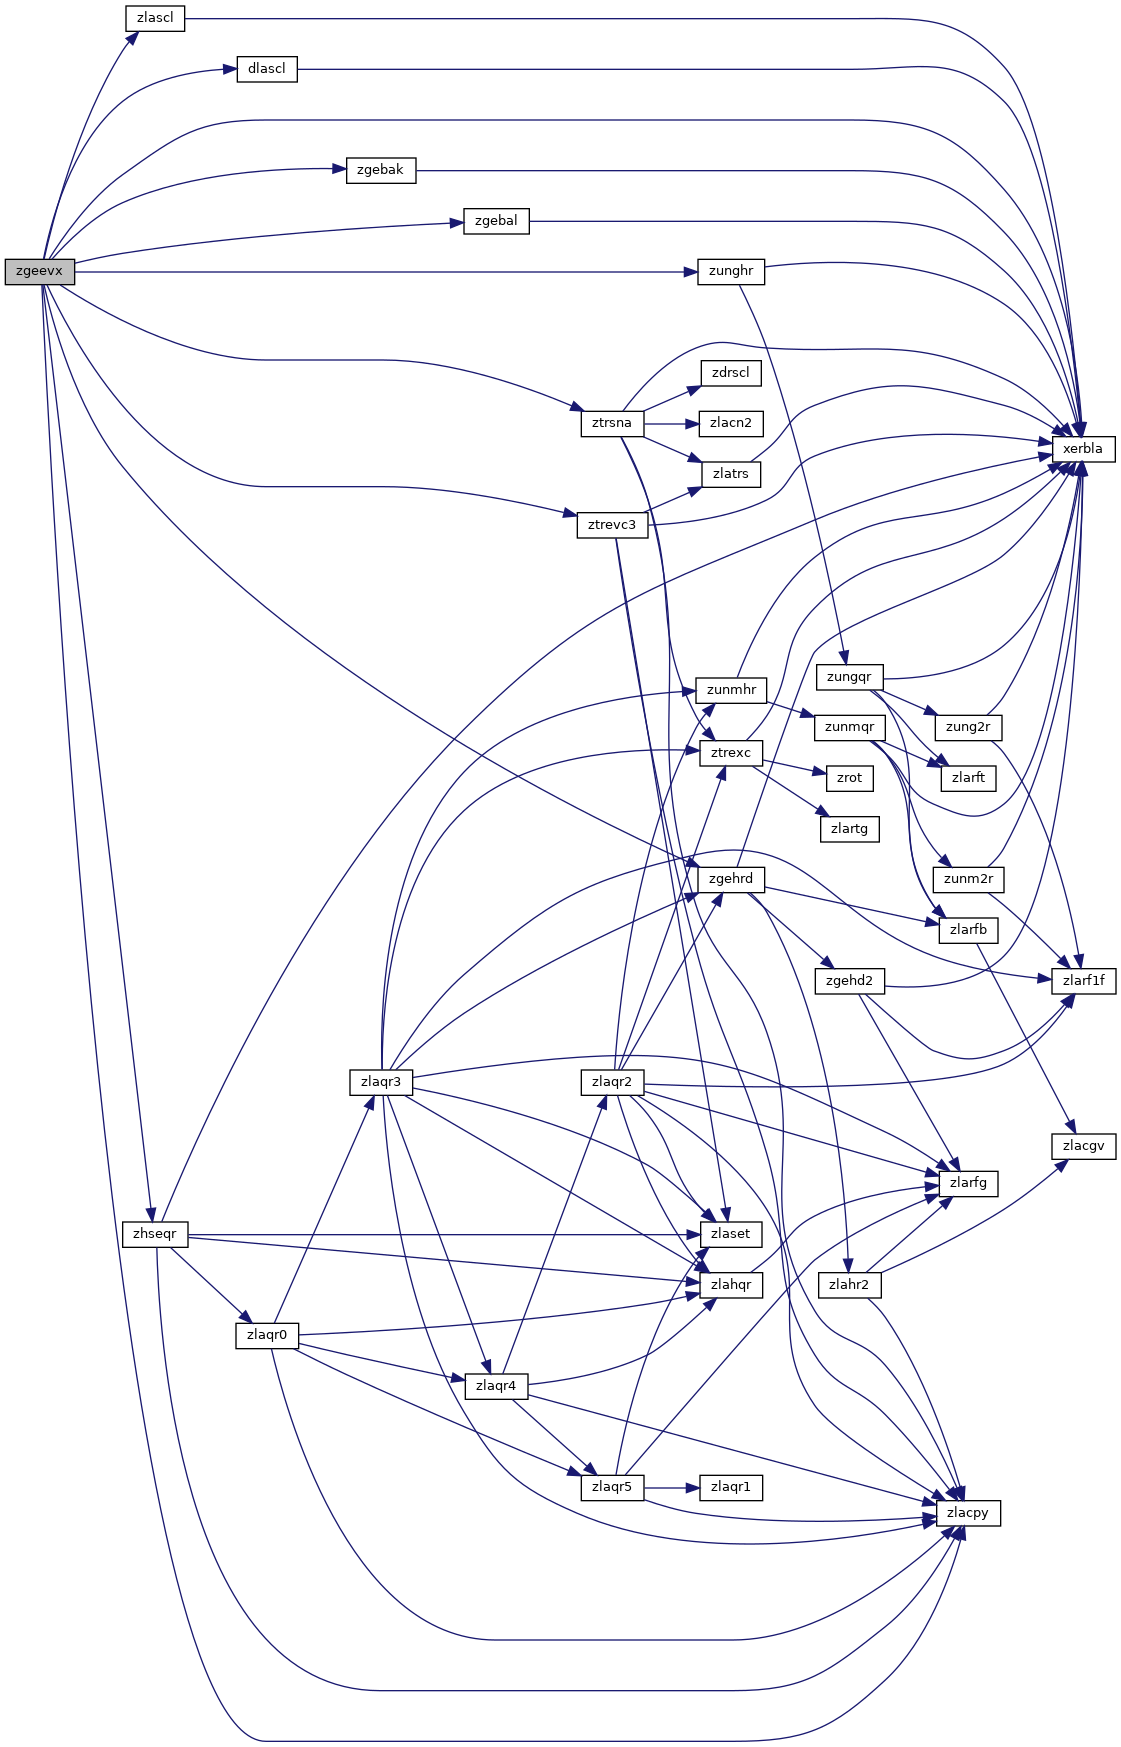 zlascl
dlascl
zgebak
zgebal
zgeevx
zunghr
zdrscl
ztrsna
zlacn2
xerbla
zlatrs
ztrevc3
zungqr
zunmhr
zunmqr
zung2r
ztrexc
zrot
zlarft
zlartg
zgehrd
zunm2r
zlarfb
zgehd2
zlarf1f
zlaqr3
zlaqr2
zlacgv
zlarfg
zhseqr
zlaset
zlahqr
zlahr2
zlaqr0
zlaqr4
zlaqr5
zlaqr1
zlacpy